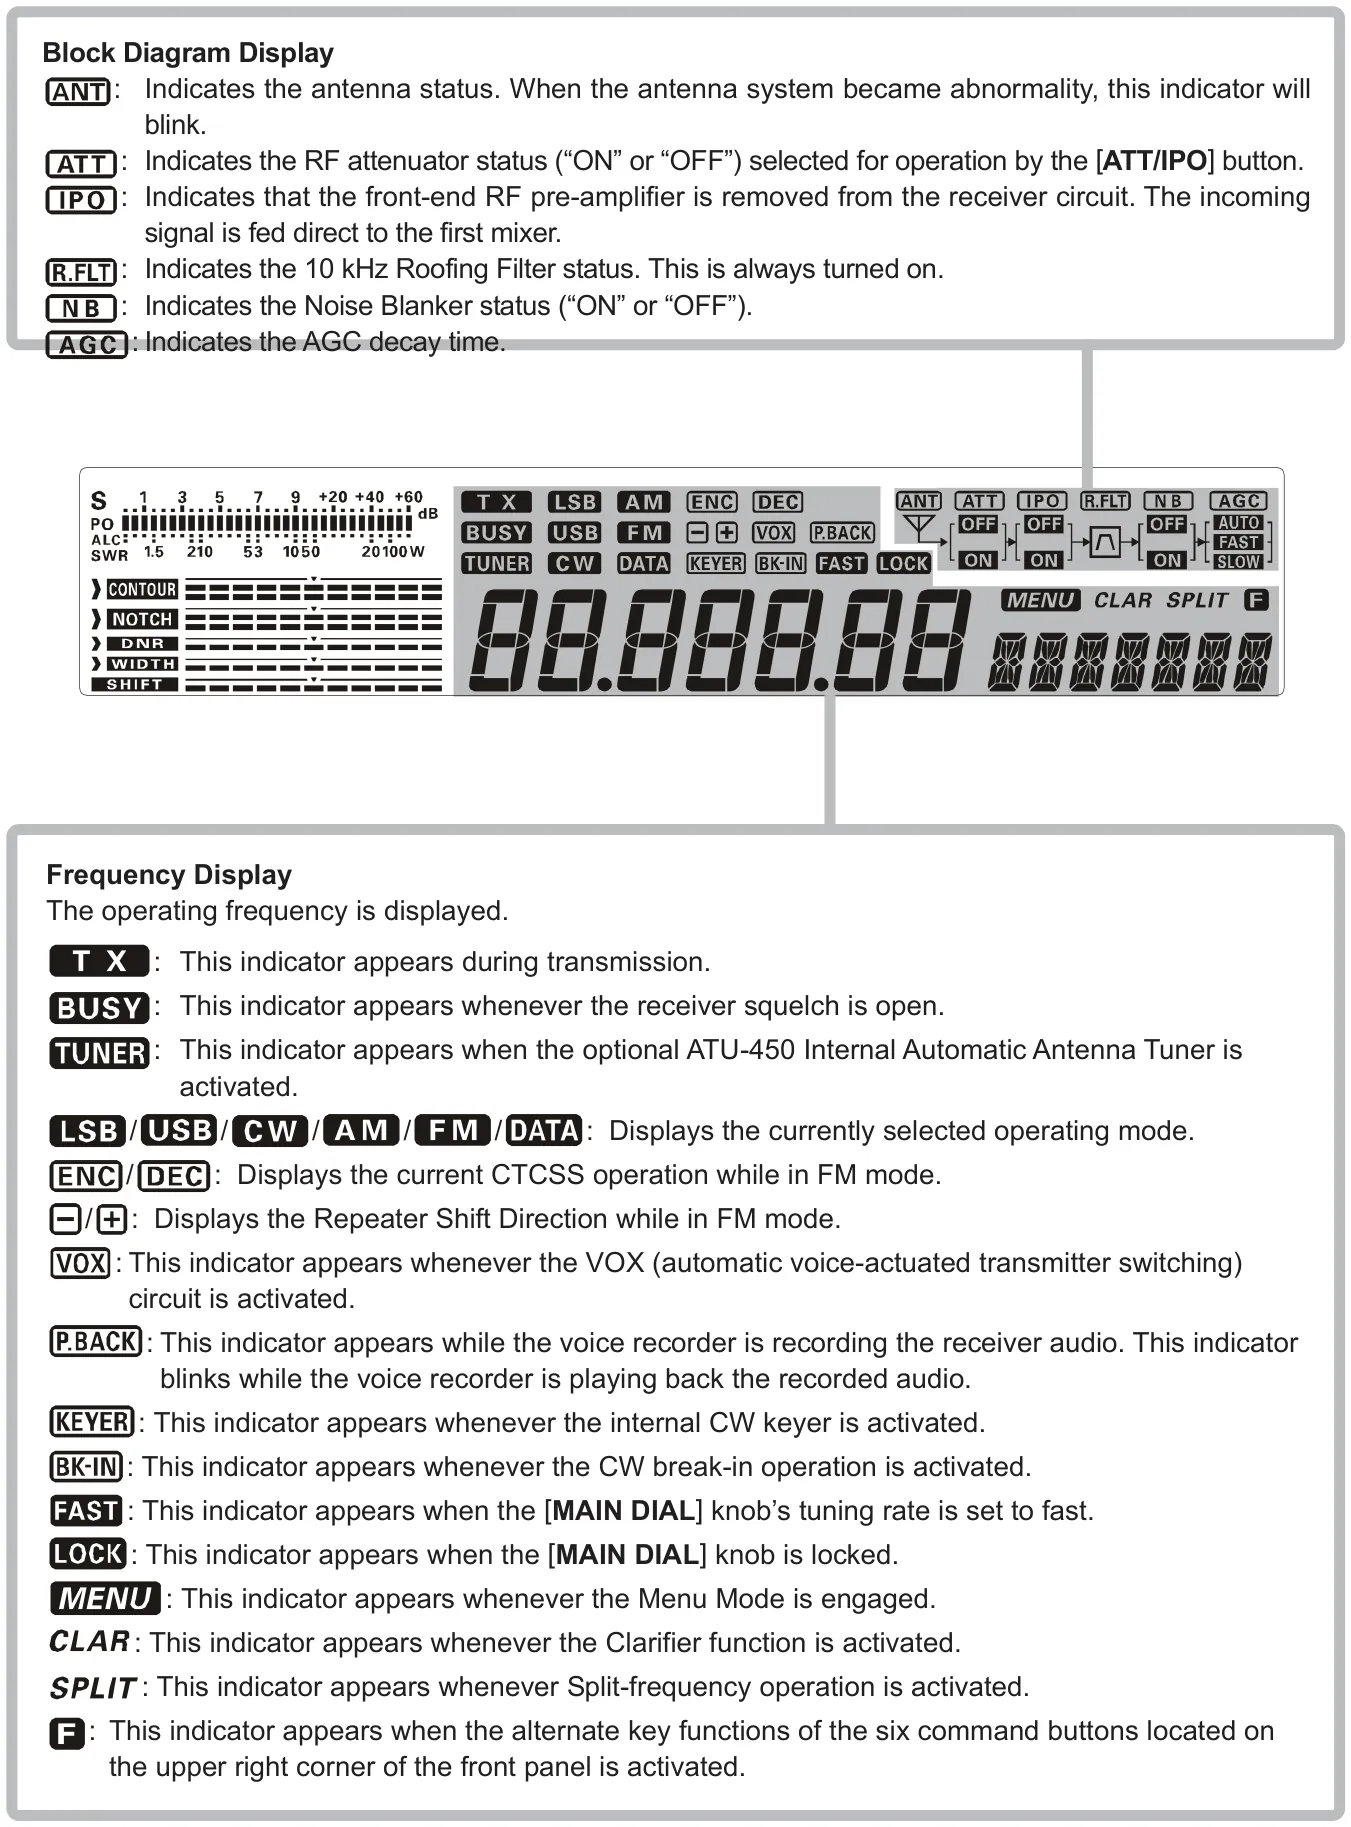 Block Diagram Display
ANT: Indicates the antenna status. When the antenna system became abnormality, this indicator will
blink.
ATT: Indicates the RF attenuator status (“ON” or “OFF”) selected for operation by the [ATT/IPO] button.
IPO: Indicates that the front-end RF pre-amplifier is removed from the receiver circuit. The incoming
signal is fed direct to the first mixer.
R.FLT: Indicates the 10 kHz Roofing Filter status. This is always turned on.
NB: Indicates the Noise Blanker status (“ON” or “OFF”).
AGC: Indicates the AGC decay time.
S 1 3 5 7 9 +20 +40 +60
PO dB
ALC
SWR 1.5 210 53 1050 20100W
CONTOUR
NOTCH
DNR
WIDTH
SHIFT
TX LSB AM ENC DEC
BUSY USB FM − + VOX P.BACK
TUNER CW DATA KEYER BK-IN FAST LOCK
88.888.88
ANT ATT IPO R.FLT NB AGC
OFF OFF OFF AUTO
FAST
ON ON ON SLOW
MENU CLAR SPLIT F
Frequency Display
The operating frequency is displayed.
TX: This indicator appears during transmission.
BUSY: This indicator appears whenever the receiver squelch is open.
TUNER: This indicator appears when the optional ATU-450 Internal Automatic Antenna Tuner is
activated.
LSB/USB/CW/AM/FM/DATA: Displays the currently selected operating mode.
ENC/DEC: Displays the current CTCSS operation while in FM mode.
−/+: Displays the Repeater Shift Direction while in FM mode.
VOX: This indicator appears whenever the VOX (automatic voice-actuated transmitter switching)
circuit is activated.
P.BACK: This indicator appears while the voice recorder is recording the receiver audio. This indicator
blinks while the voice recorder is playing back the recorded audio.
KEYER: This indicator appears whenever the internal CW keyer is activated.
BK-IN: This indicator appears whenever the CW break-in operation is activated.
FAST: This indicator appears when the [MAIN DIAL] knob’s tuning rate is set to fast.
LOCK: This indicator appears when the [MAIN DIAL] knob is locked.
MENU: This indicator appears whenever the Menu Mode is engaged.
CLAR: This indicator appears whenever the Clarifier function is activated.
SPLIT: This indicator appears whenever Split-frequency operation is activated.
F: This indicator appears when the alternate key functions of the six command buttons located on
the upper right corner of the front panel is activated.